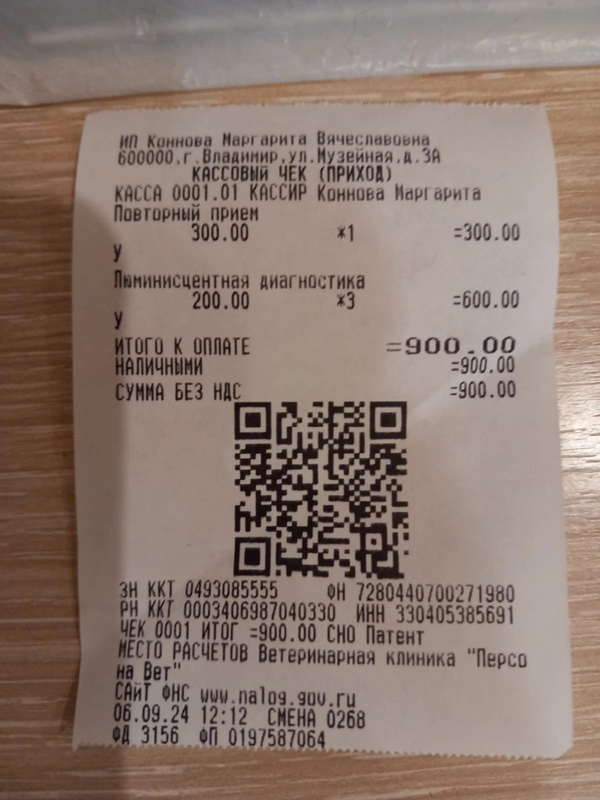 ИП Коннова Маргарита Вячеславовна
600000,г.Владимир,ул.Музейная,д.3А
КАССОВЫЙ ЧЕК (ПРИХОД)
КАССА 0001.01 КАССИР Коннова Маргарита
Повторный прием
300.00 *1 =300.00
У
Люминисцентная диагностика
200.00 *3 =600.00
У
ИТОГО К ОПЛАТЕ =900.00
НАЛИЧНЫМИ =900.00
СУММА БЕЗ НДС =900.00
ЗН ККТ 0493085555 ФН 7280440700271980
РН ККТ 0003406987040330 ИНН 330405385691
ЧЕК 0001 ИТОГ =900.00 СНО Патент
МЕСТО РАСЧЕТОВ Ветеринарная клиника "Персо
на Вет"
САЙТ ФНС www.nalog.gov.ru
06.09.24 12:12 СМЕНА 0268
ФД 3156 ФП 0197587064